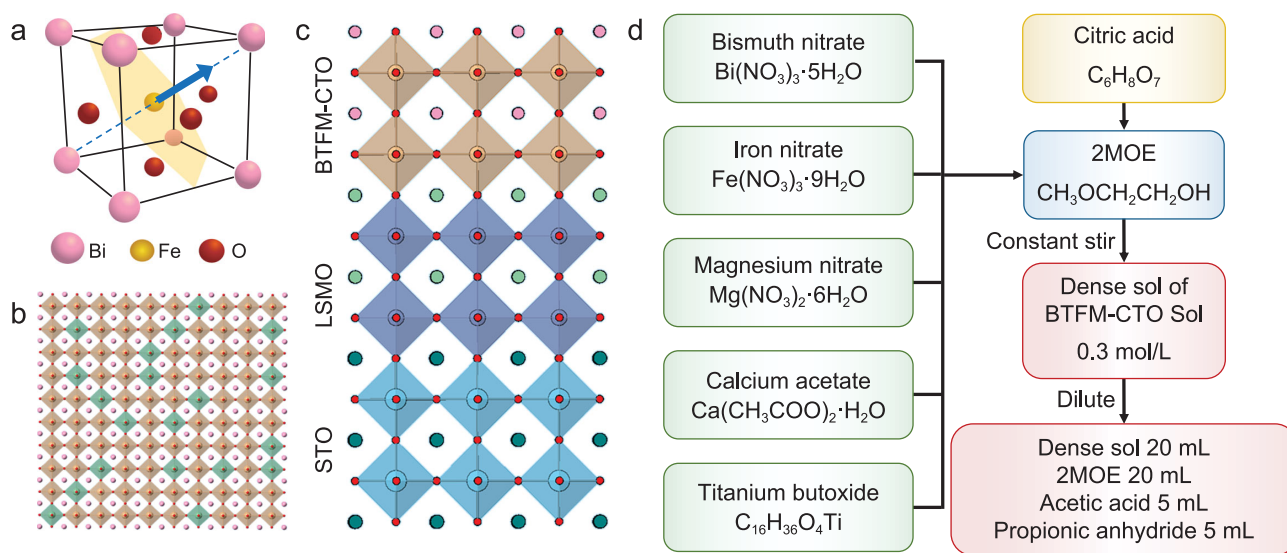 a
Bi
Fe
O
b
c
BTFM-CTO
LSMO
STO
d
Bismuth nitrate
Bi(NO₃)₃·5H₂O
Iron nitrate
Fe(NO₃)₃·9H₂O
Magnesium nitrate
Mg(NO₃)₂·6H₂O
Calcium acetate
Ca(CH₃COO)₂·H₂O
Titanium butoxide
C₁₆H₃₆O₄Ti
Citric acid
C₆H₈O₇
2MOE
CH₃OCH₂CH₂OH
Constant stir
Dense sol of
BTFM-CTO Sol
0.3 mol/L
Dilute
Dense sol 20 mL
2MOE 20 mL
Acetic acid 5 mL
Propionic anhydride 5 mL